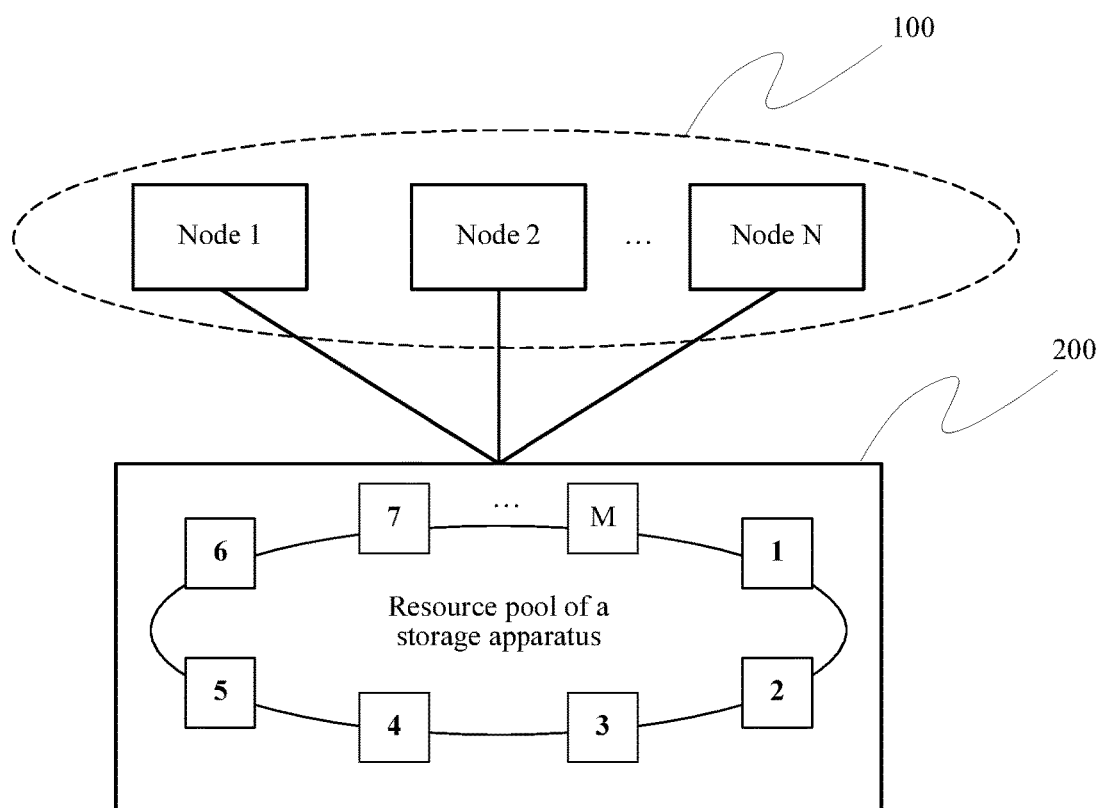 100
Node 1
Node 2
...
Node N
200
7
...
M
6
1
Resource pool of a
storage apparatus
5
2
4
3